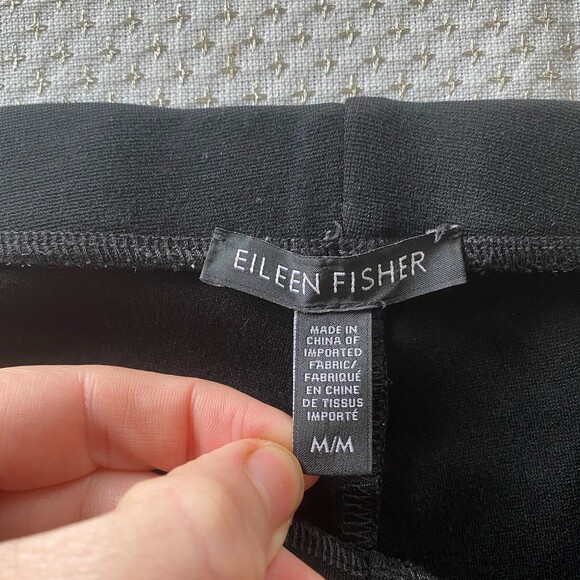 EILEEN FISHER
MADE IN
CHINA OF
IMPORTED
FABRIC/
FABRIQUÉ
EN CHINE
DE TISSUS
IMPORTÉ
M/M